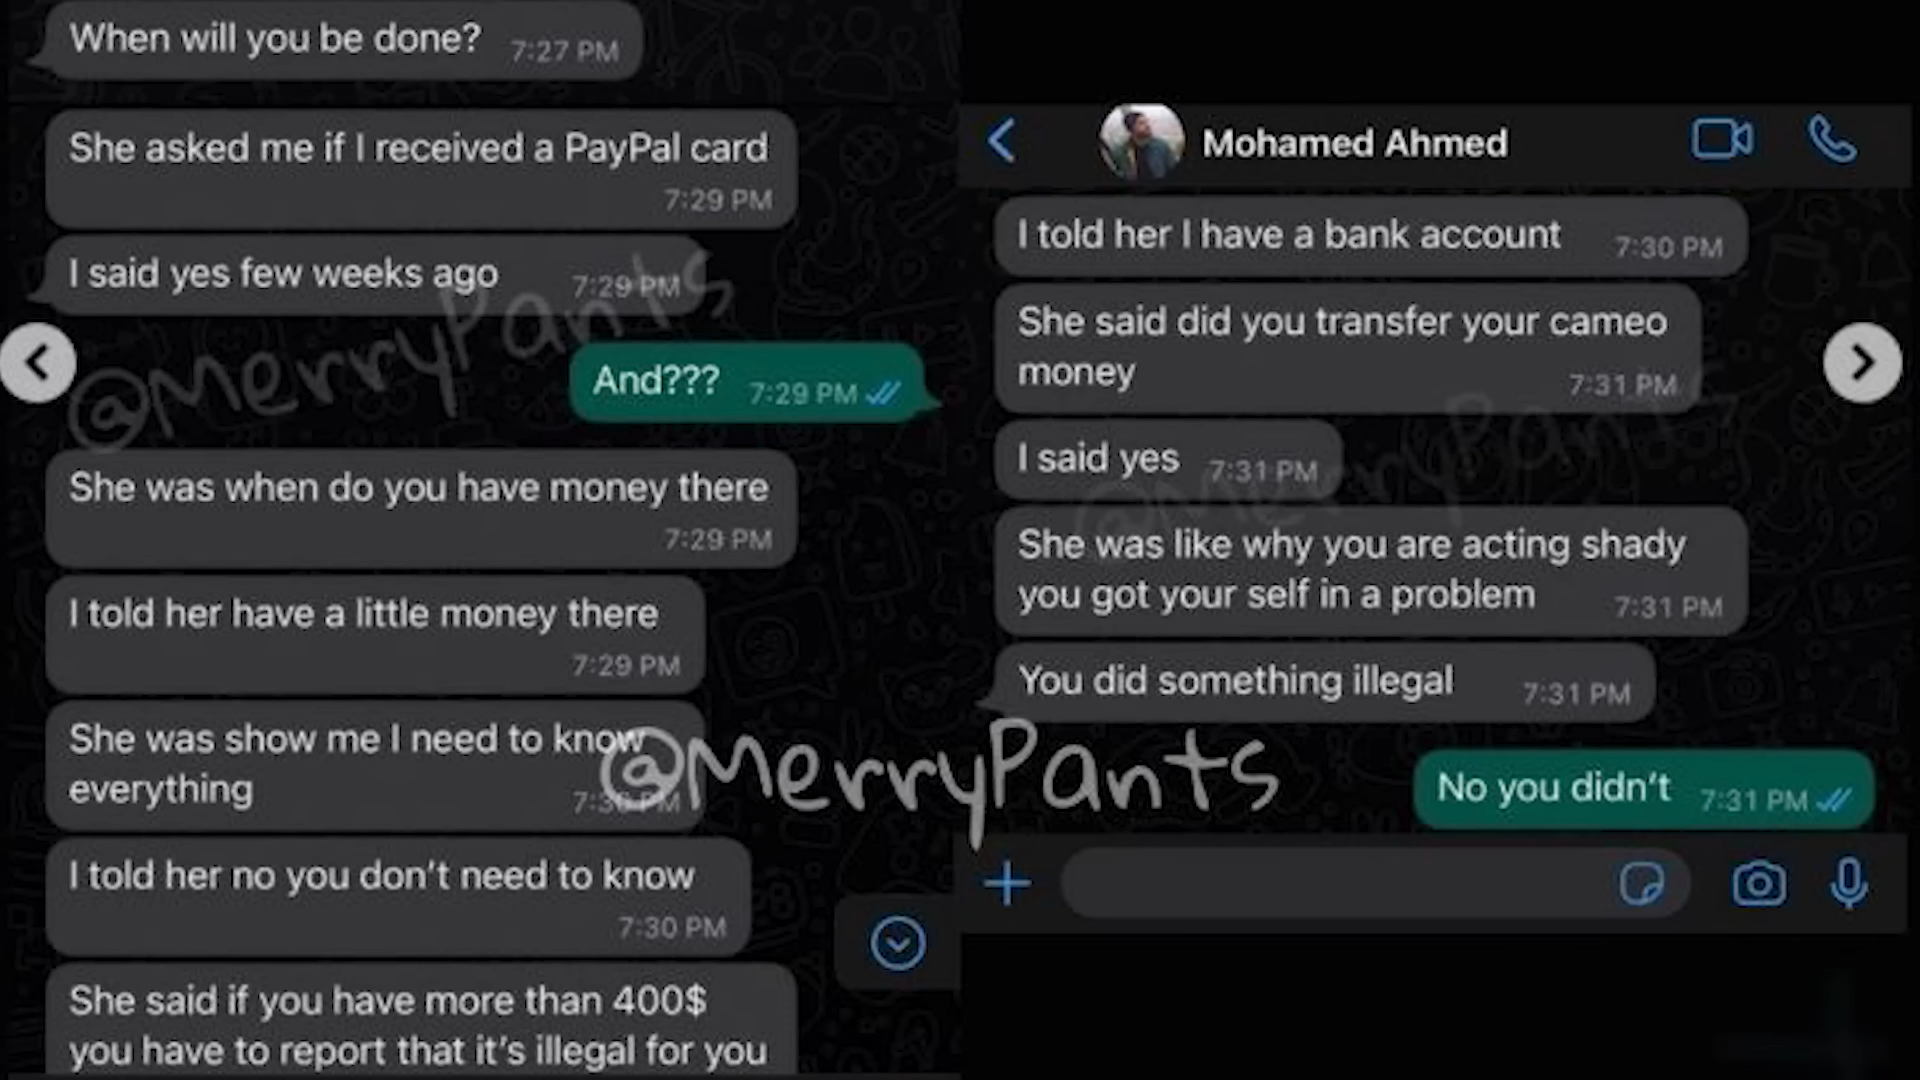 When will you be done? 7:27 PM
She asked me if I received a PayPal card
7:29 PM
I said yes few weeks ago 7:29 PM
And??? 7:29 PM
She was when do you have money there
7:29 PM
I told her have a little money there
7:29 PM
She was show me I need to know
everything
I told her no you don't need to know
7:30 PM
She said if you have more than 400$
you have to report that it's illegal for you
@MerryPants
Mohamed Ahmed
I told her I have a bank account 7:30 PM
She said did you transfer your cameo
money 7:31 PM
I said yes 7:31 PM
She was like why you are acting shady
you got your self in a problem 7:31 PM
You did something illegal 7:31 PM
No you didn't 7:31 PM
@MerryPants
@MerryPants